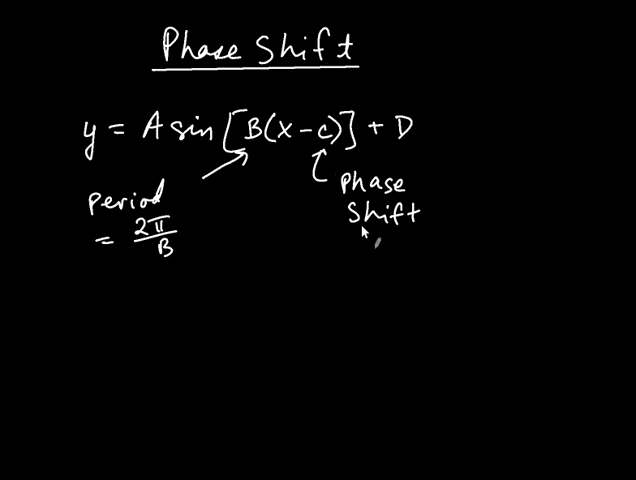 Phase Shift
y = A sin [B(x - c)] + D
period
= 2π/B
phase
shift